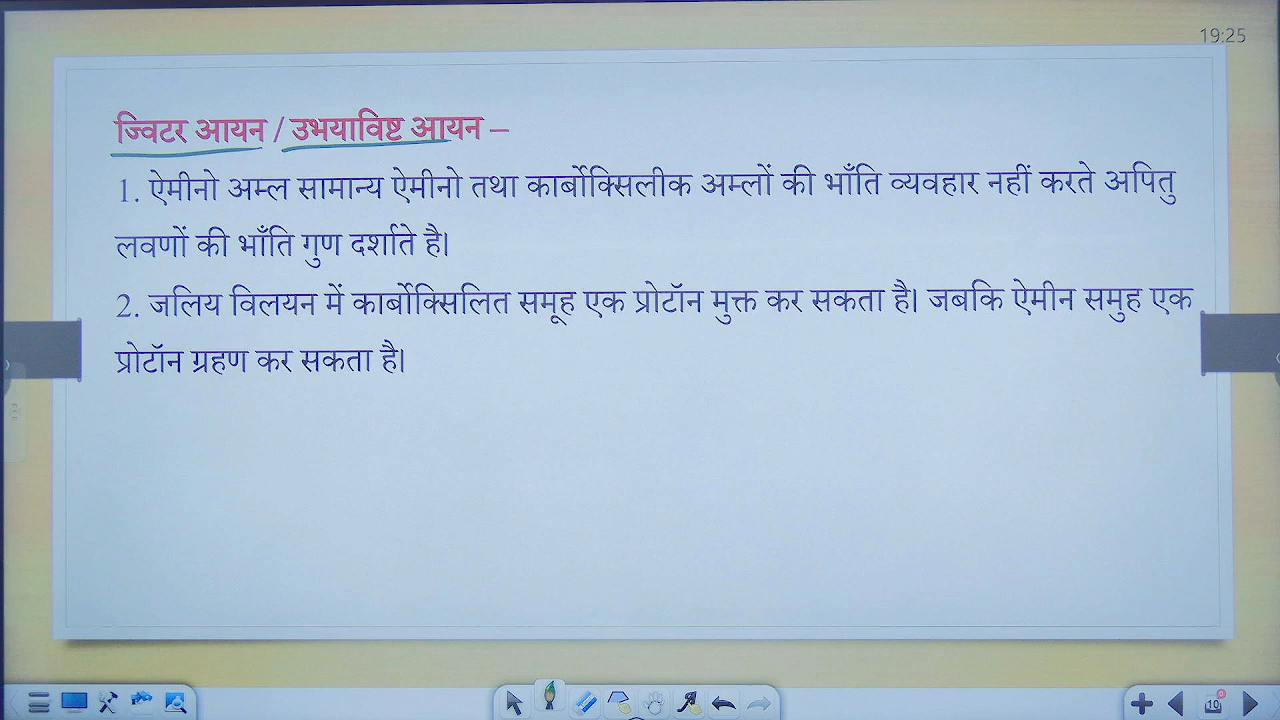 19:25
ज्विटर आयन / उभयाविष्ट आयन –
1. ऐमीनो अम्ल सामान्य ऐमीनो तथा कार्बोक्सिलीक अम्लों की भाँति व्यवहार नहीं करते अपितु
लवणों की भाँति गुण दर्शाते है।
2. जलिय विलयन में कार्बोक्सिलित समूह एक प्रोटॉन मुक्त कर सकता है। जबकि ऐमीन समुह एक
प्रोटॉन ग्रहण कर सकता है।
10